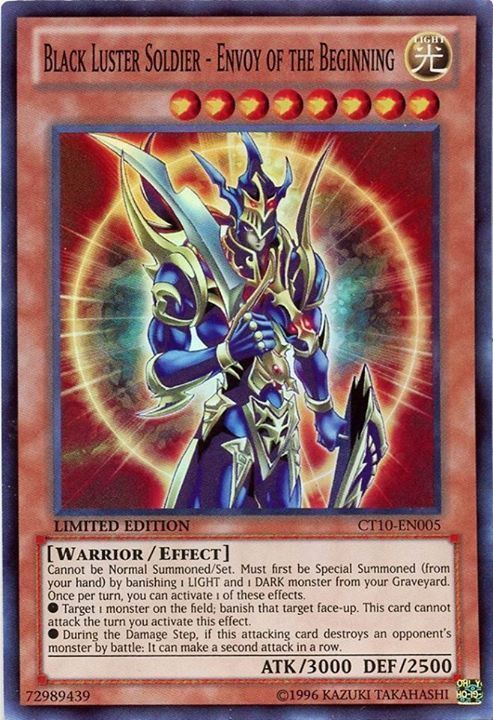 BLACK LUSTER SOLDIER - ENVOY OF THE BEGINNING
LIGHT
光
LIMITED EDITION
CT10-EN005
[WARRIOR / EFFECT]
Cannot be Normal Summoned/Set. Must first be Special Summoned (from
your hand) by banishing 1 LIGHT and 1 DARK monster from your Graveyard.
Once per turn, you can activate 1 of these effects.
● Target 1 monster on the field; banish that target face-up. This card cannot
attack the turn you activate this effect.
● During the Damage Step, if this attacking card destroys an opponent's
monster by battle: It can make a second attack in a row.
ATK/3000 DEF/2500
72989439
©1996 KAZUKI TAKAHASHI